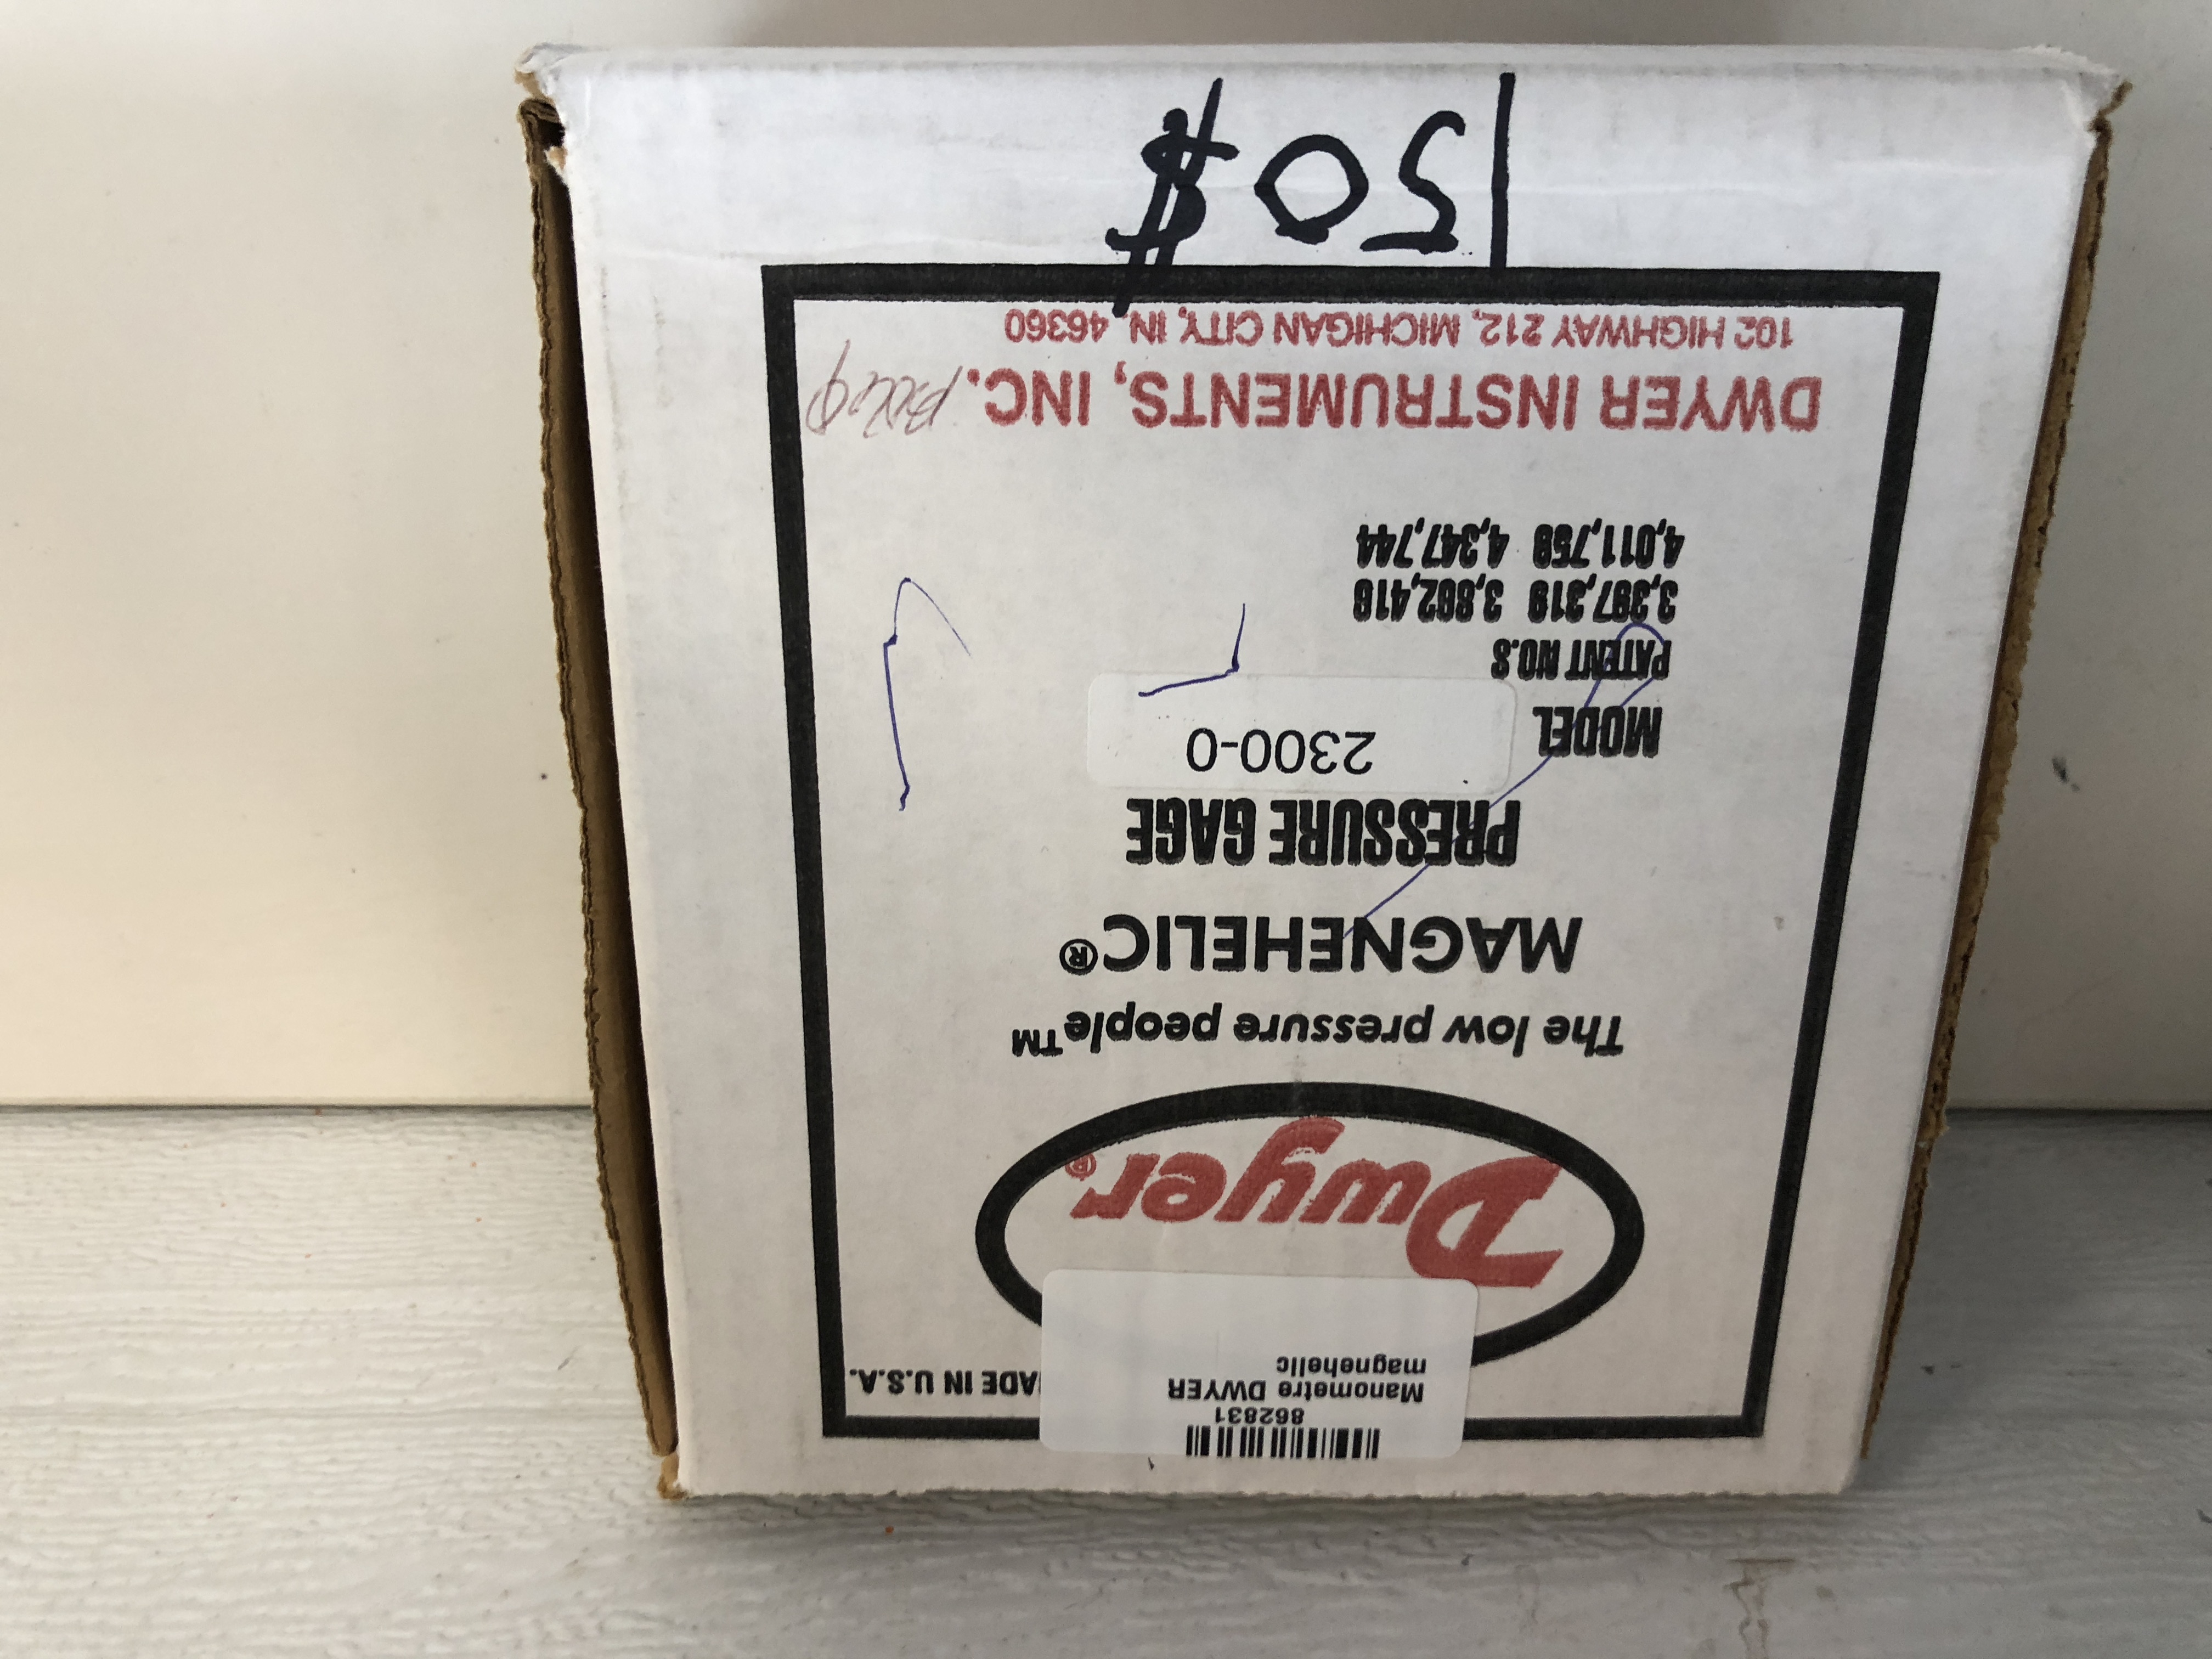 862831
Manometre DWYER
magnehelic
ADE IN U.S.A.
Dwyer®
The low pressure people™
MAGNEHELIC®
PRESSURE GAGE
MODEL 2300-0
PATENT NO.S
3,397,319 3,862,416
4,011,759 4,347,744
DWYER INSTRUMENTS, INC.
102 HIGHWAY 212, MICHIGAN CITY, IN. 46360
150$